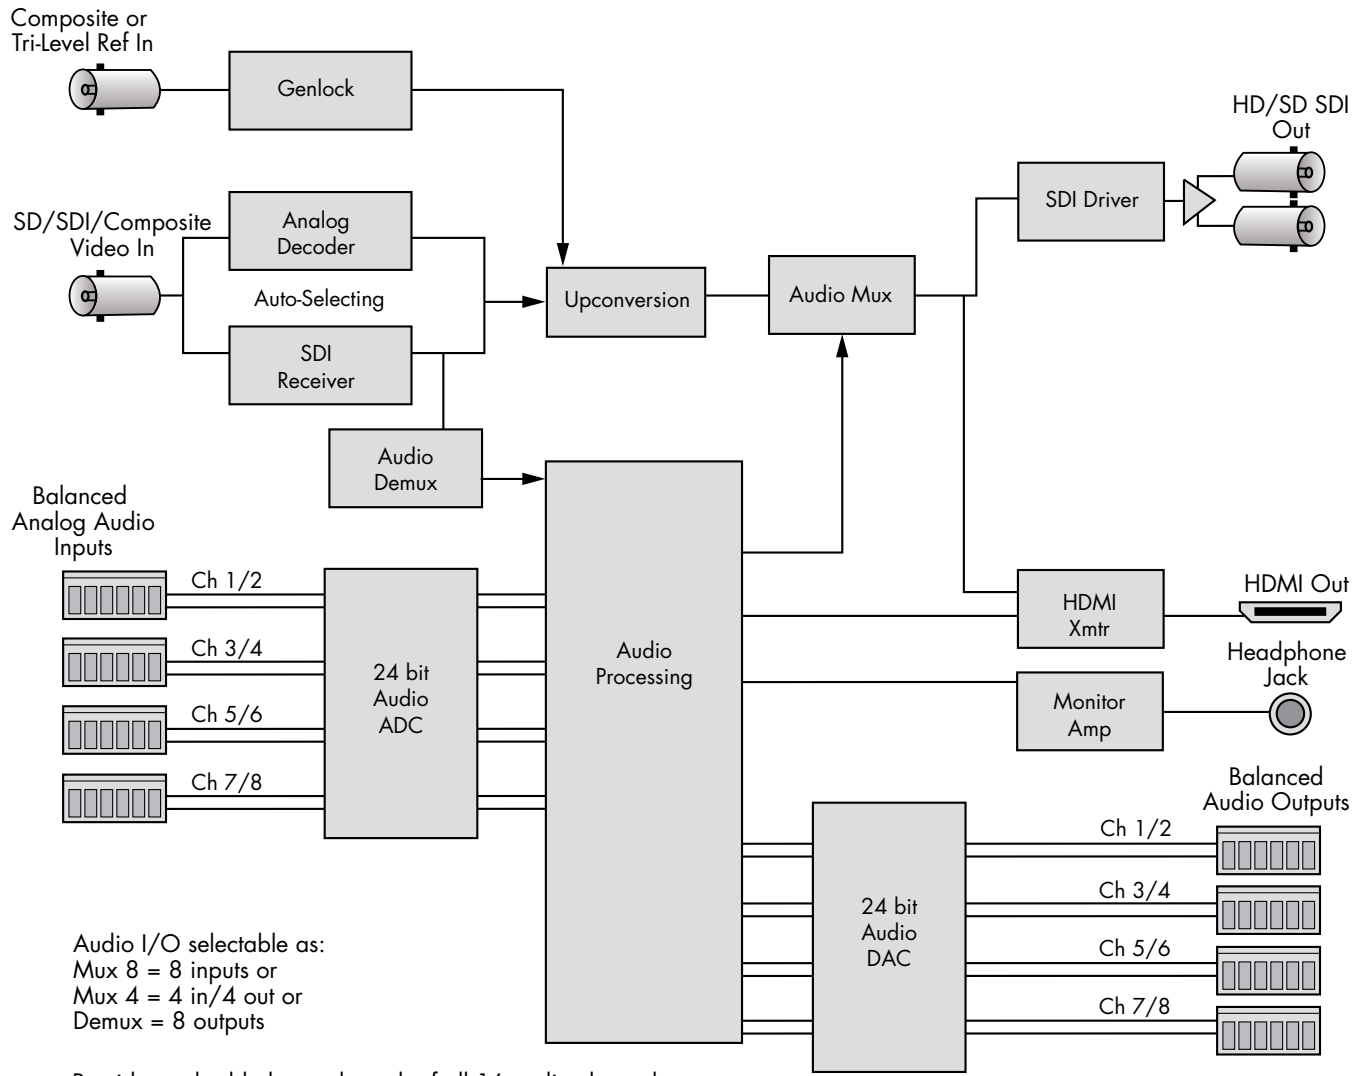 Composite or
Tri-Level Ref In
Genlock
HD/SD SDI
Out
SDI Driver
SD/SDI/Composite
Video In
Analog
Decoder
Auto-Selecting
Upconversion
Audio Mux
SDI
Receiver
Audio
Demux
Balanced
Analog Audio
Inputs
Ch 1/2
Ch 3/4
Ch 5/6
Ch 7/8
24 bit
Audio
ADC
Audio
Processing
HDMI
Xmtr
HDMI Out
Headphone
Jack
Monitor
Amp
Balanced
Audio Outputs
Ch 1/2
Ch 3/4
Ch 5/6
Ch 7/8
24 bit
Audio
DAC
Audio I/O selectable as:
Mux 8 = 8 inputs or
Mux 4 = 4 in/4 out or
Demux = 8 outputs